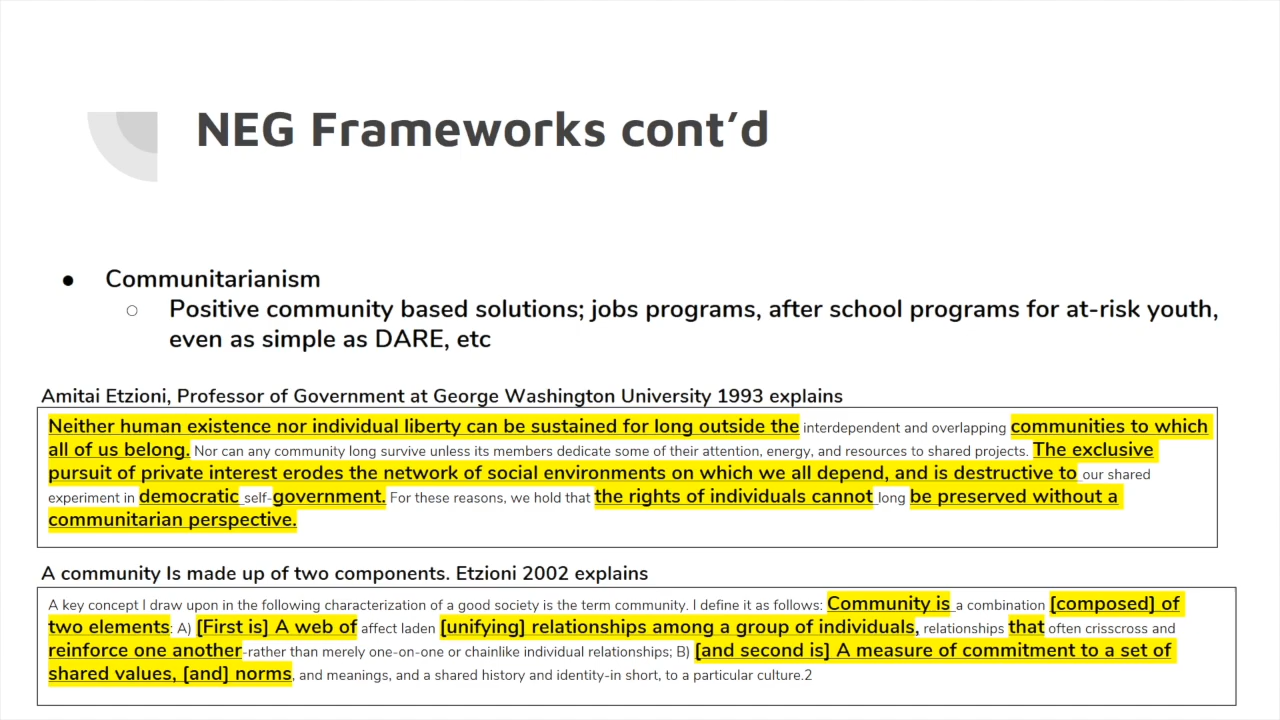 NEG Frameworks cont’d
● Communitarianism
○ Positive community based solutions; jobs programs, after school programs for at-risk youth,
even as simple as DARE, etc
Amitai Etzioni, Professor of Government at George Washington University 1993 explains
Neither human existence nor individual liberty can be sustained for long outside the interdependent and overlapping communities to which
all of us belong. Nor can any community long survive unless its members dedicate some of their attention, energy, and resources to shared projects. The exclusive
pursuit of private interest erodes the network of social environments on which we all depend, and is destructive to our shared
experiment in democratic self-government. For these reasons, we hold that the rights of individuals cannot long be preserved without a
communitarian perspective.
A community Is made up of two components. Etzioni 2002 explains
A key concept I draw upon in the following characterization of a good society is the term community. I define it as follows: Community is a combination [composed] of
two elements: A) [First is] A web of affect laden [unifying] relationships among a group of individuals, relationships that often crisscross and
reinforce one another-rather than merely one-on-one or chainlike individual relationships; B) [and second is] A measure of commitment to a set of
shared values, [and] norms, and meanings, and a shared history and identity-in short, to a particular culture.2